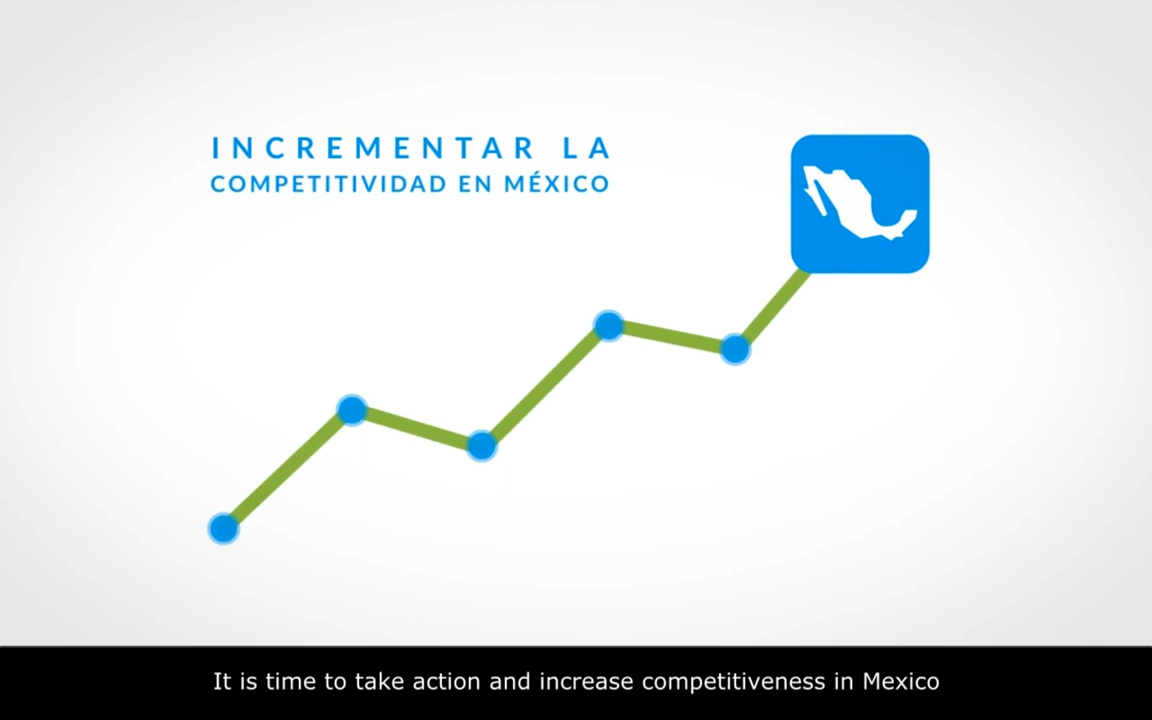 INCREMENTAR LA
COMPETITIVIDAD EN MÉXICO
It is time to take action and increase competitiveness in Mexico